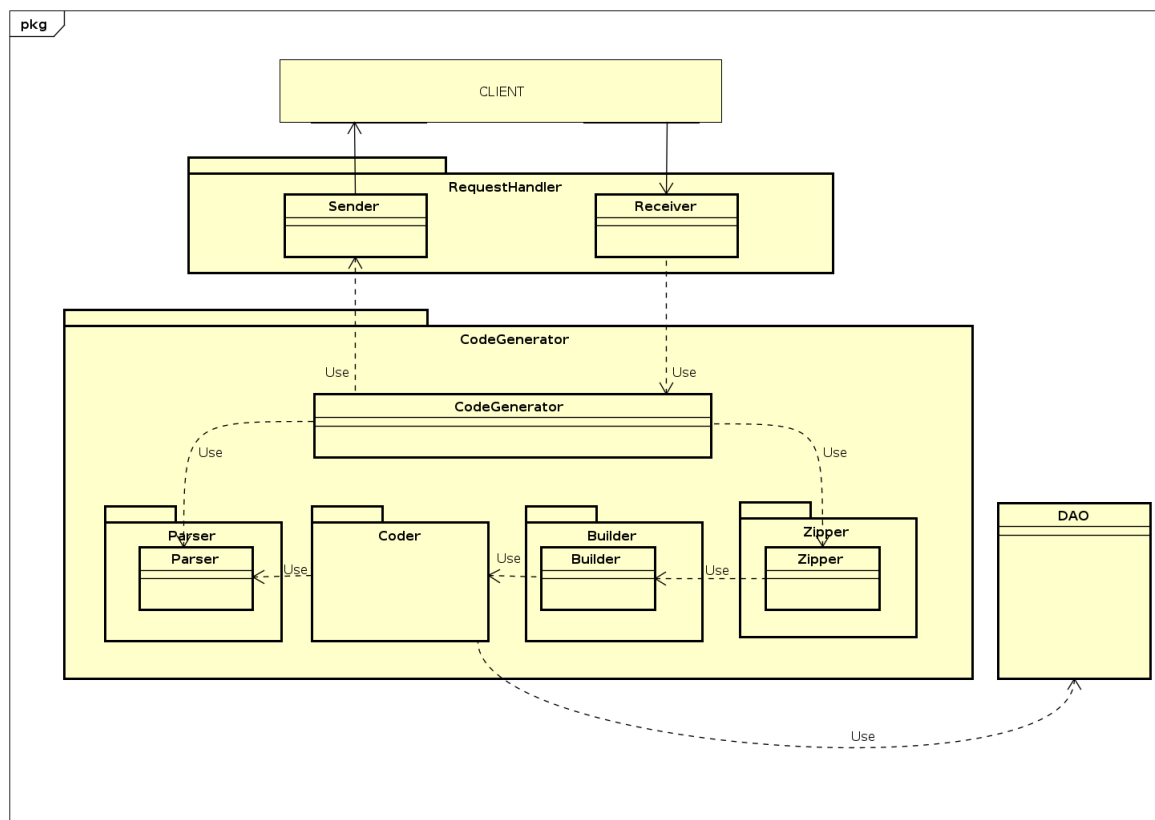 pkg
CLIENT
RequestHandler
Sender
Receiver
CodeGenerator
Use
Use
CodeGenerator
Use
Use
Parser
Coder
Builder
Zipper
DAO
Parser
Builder
Zipper
Use
Use
Use
Use